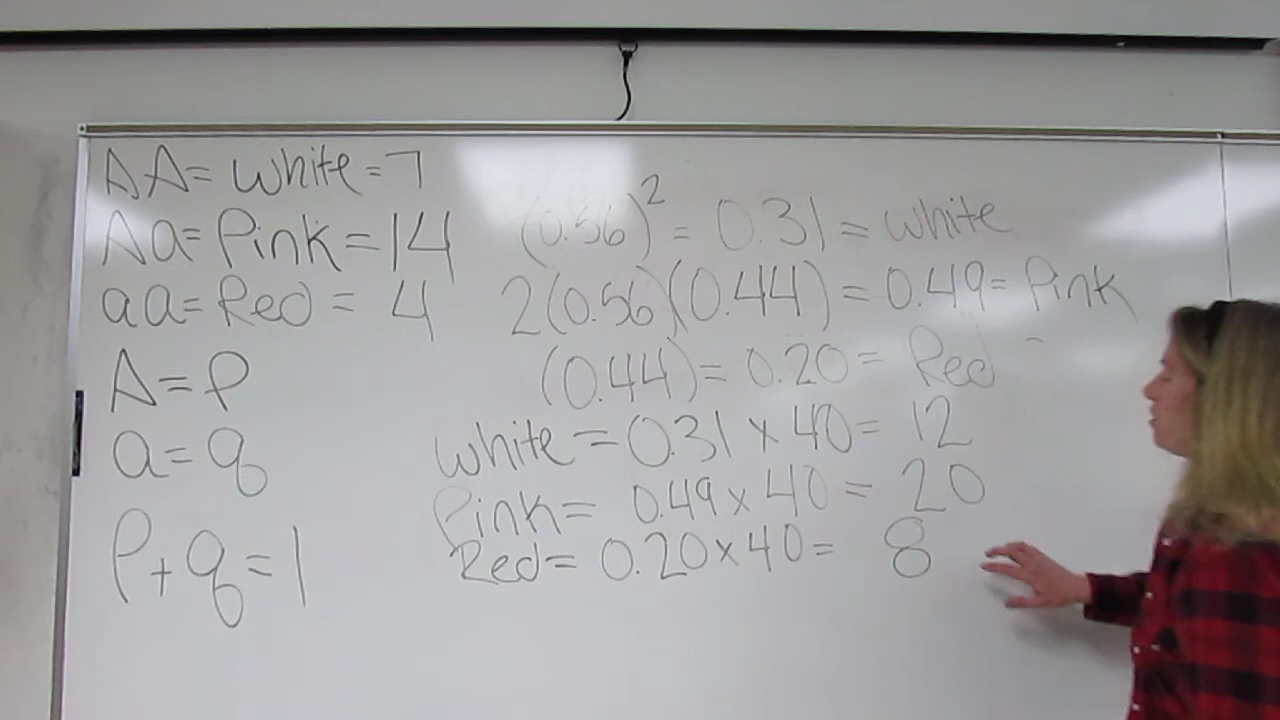 AA = white = 7
Aa = Pink = 14
aa = Red = 4
A = P
a = q
P + q = 1
(0.56)² = 0.31 = white
2(0.56)(0.44) = 0.49 = Pink
(0.44) = 0.20 = Red
white = 0.31 x 40 = 12
Pink = 0.49 x 40 = 20
Red = 0.20 x 40 = 8